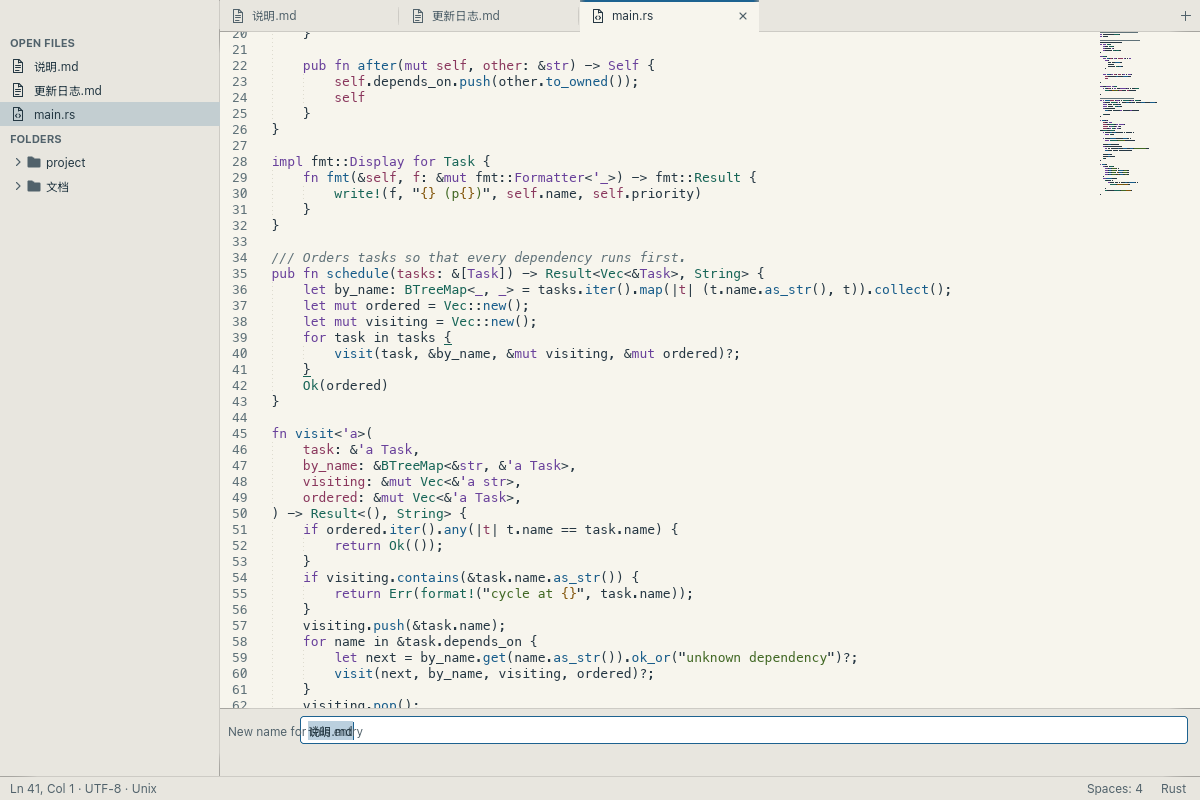 说明.md
更新日志.md
main.rs
OPEN FILES
说明.md
更新日志.md
main.rs
FOLDERS
project
文档
20     }
21
22     pub fn after(mut self, other: &str) -> Self {
23         self.depends_on.push(other.to_owned());
24         self
25     }
26 }
27
28 impl fmt::Display for Task {
29     fn fmt(&self, f: &mut fmt::Formatter<'_>) -> fmt::Result {
30         write!(f, "{} (p{})", self.name, self.priority)
31     }
32 }
33
34 /// Orders tasks so that every dependency runs first.
35 pub fn schedule(tasks: &[Task]) -> Result<Vec<&Task>, String> {
36     let by_name: BTreeMap<_, _> = tasks.iter().map(|t| (t.name.as_str(), t)).collect();
37     let mut ordered = Vec::new();
38     let mut visiting = Vec::new();
39     for task in tasks {
40         visit(task, &by_name, &mut visiting, &mut ordered)?;
41     }
42     Ok(ordered)
43 }
44
45 fn visit<'a>(
46     task: &'a Task,
47     by_name: &BTreeMap<&str, &'a Task>,
48     visiting: &mut Vec<&'a str>,
49     ordered: &mut Vec<&'a Task>,
50 ) -> Result<(), String> {
51     if ordered.iter().any(|t| t.name == task.name) {
52         return Ok(());
53     }
54     if visiting.contains(&task.name.as_str()) {
55         return Err(format!("cycle at {}", task.name));
56     }
57     visiting.push(&task.name);
58     for name in &task.depends_on {
59         let next = by_name.get(name.as_str()).ok_or("unknown dependency")?;
60         visit(next, by_name, visiting, ordered)?;
61     }
62     visiting.pop();
New name for 说明.md
Ln 41, Col 1 · UTF-8 · Unix
Spaces: 4
Rust